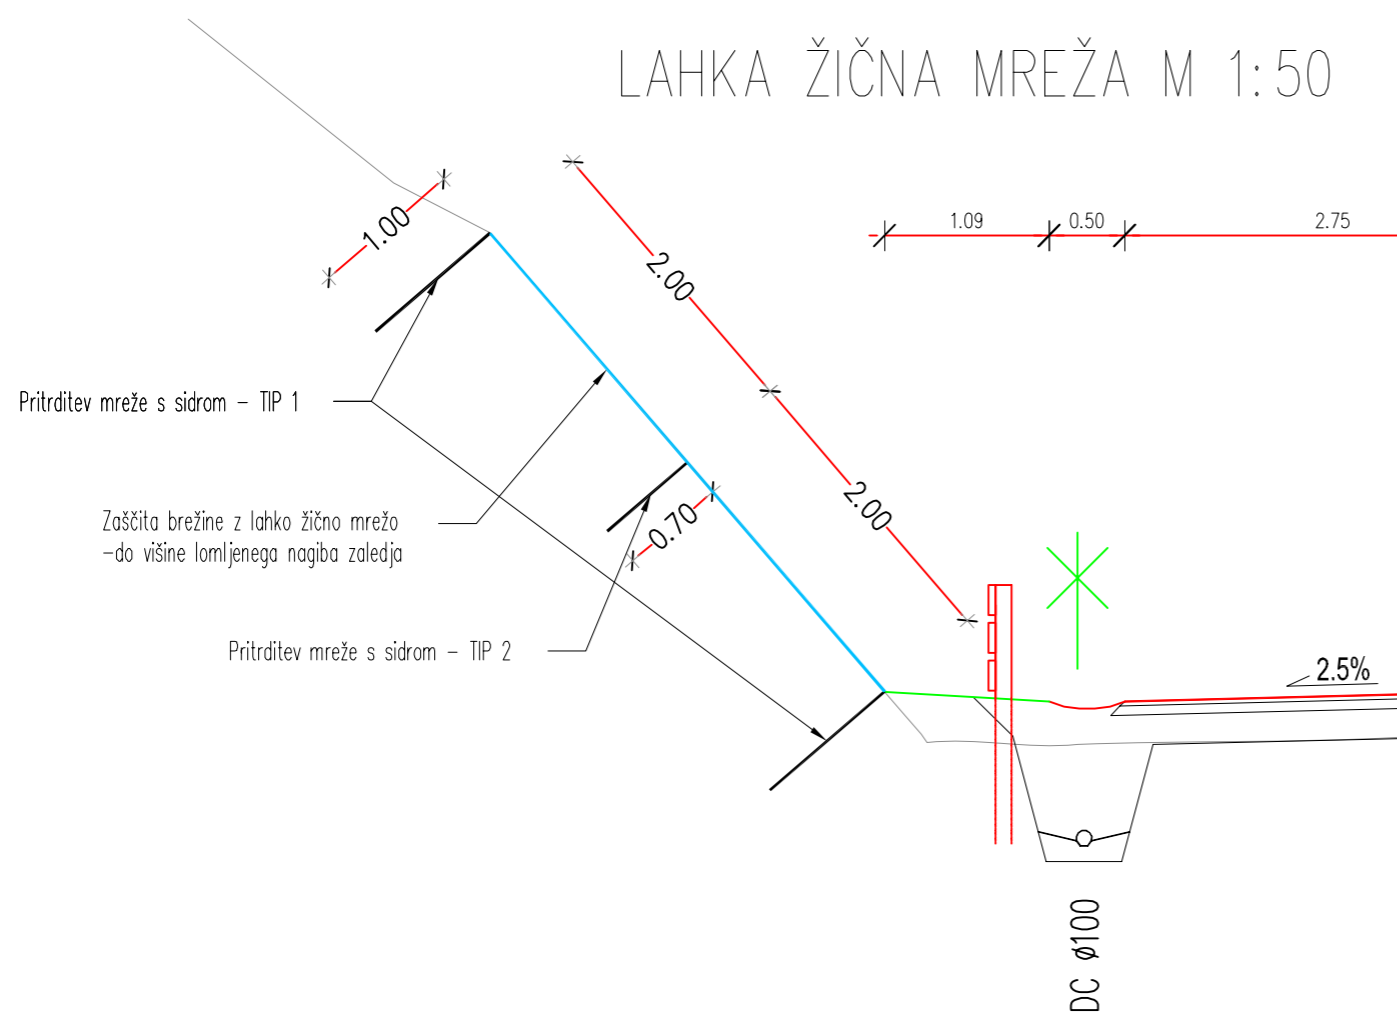 LAHKA ŽIČNA MREŽA M 1:50
1.00
2.00
1.09
0.50
2.75
Pritrditev mreže s sidrom – TIP 1
2.00
0.70
Zaščita brežine z lahko žično mrežo
–do višine lomljenega nagiba zaledja
Pritrditev mreže s sidrom – TIP 2
2.5%
DC ø100